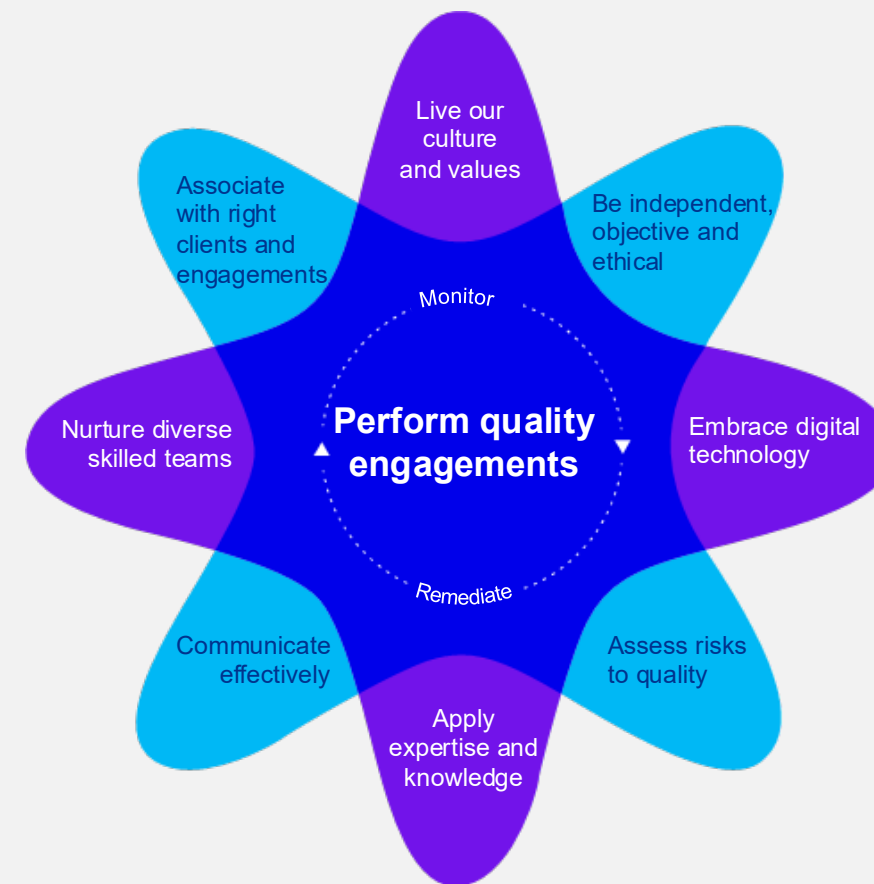 Live our
culture
and values
Associate
with right
clients and
engagements
Be independent,
objective and
ethical
Monitor
Perform quality
engagements
Nurture diverse
skilled teams
Embrace digital
technology
Remediate
Communicate
effectively
Assess risks
to quality
Apply
expertise and
knowledge